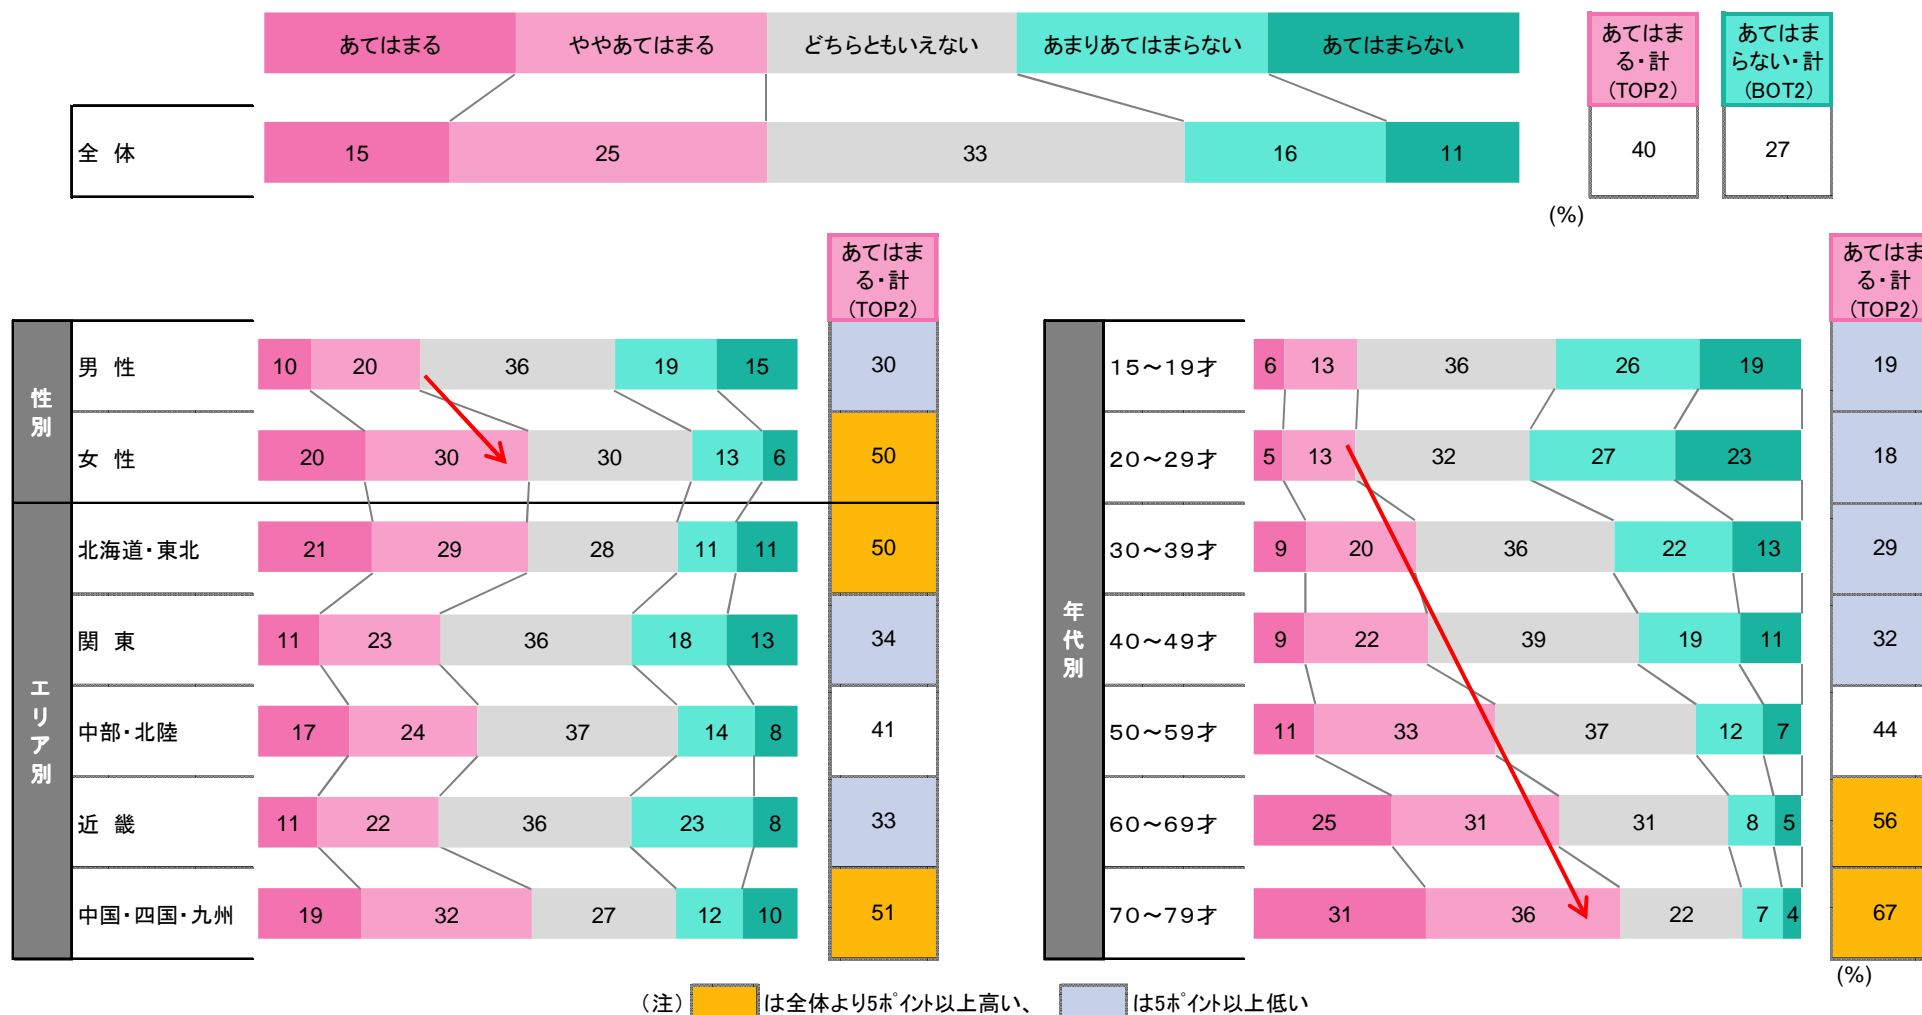 あてはまる ややあてはまる どちらともいえない あまりあてはまらない あてはまらない
あてはま
る・計
(TOP2)
あてはま
らない・計
(BOT2)
全 体 15 25 33 16 11 40 27
(%)
あてはま
る・計
(TOP2)
性別
男 性 10 20 36 19 15 30
女 性 20 30 30 13 6 50
エリア別
北海道・東北 21 29 28 11 11 50
関 東 11 23 36 18 13 34
中部・北陸 17 24 37 14 8 41
近 畿 11 22 36 23 8 33
中国・四国・九州 19 32 27 12 10 51
あてはま
る・計
(TOP2)
年代別
15～19才 6 13 36 26 19 19
20～29才 5 13 32 27 23 18
30～39才 9 20 36 22 13 29
40～49才 9 22 39 19 11 32
50～59才 11 33 37 12 7 44
60～69才 25 31 31 8 5 56
70～79才 31 36 22 7 4 67
(%)
（注） は全体より5ﾎﾟｲﾝﾄ以上高い、 は5ﾎﾟｲﾝﾄ以上低い